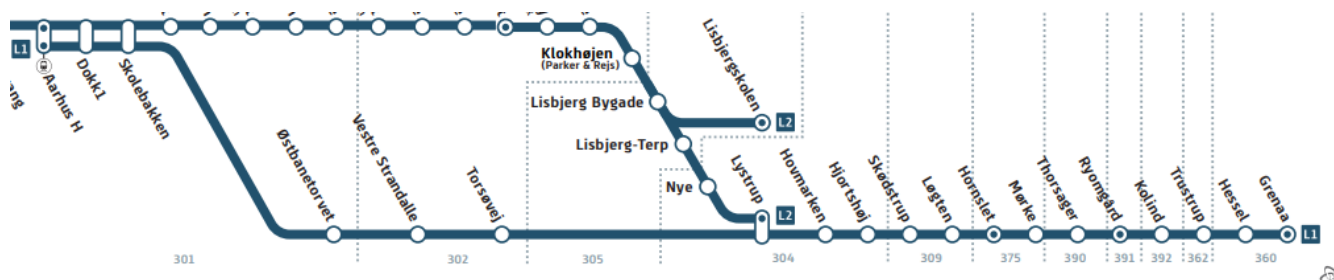 L1
Aarhus H
Dokk1
Skolebakken
Østbanetorvet
Vestre Strandalle
Torsøvej
Klokhøjen
(Parker & Rejs)
Lisbjerg Bygade
Lisbjergskolen
L2
Lisbjerg-Terp
Nye
Lystrup
L2
Hovmarken
Hjortshøj
Skødstrup
Løgten
Hornslet
Mørke
Thorsager
Ryomgård
Kolind
Trustrup
Hessel
Grenaa
L1
301
302
305
304
309
375
390
391
392
362
360